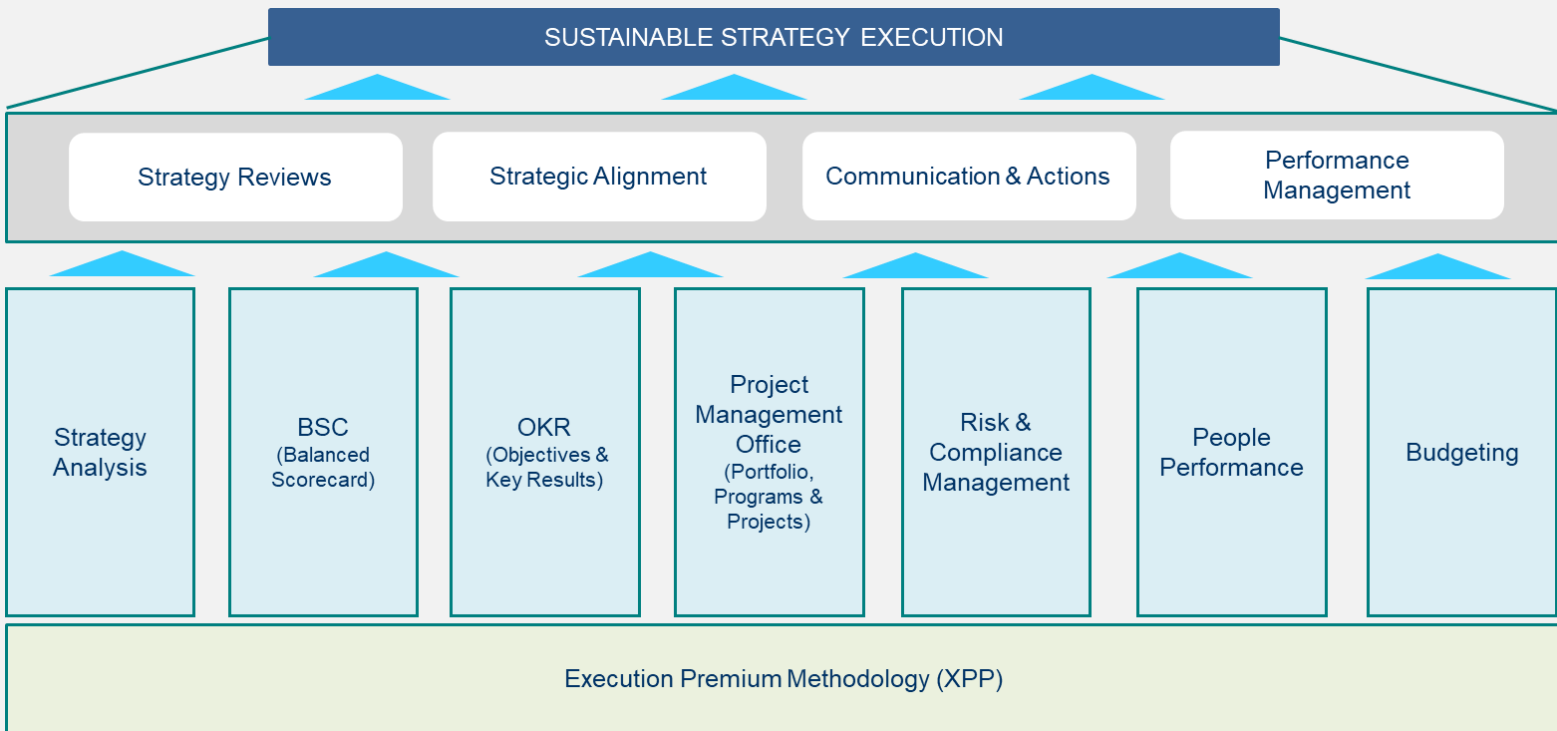 SUSTAINABLE STRATEGY EXECUTION
Strategy Reviews
Strategic Alignment
Communication & Actions
Performance
Management
Strategy
Analysis
BSC
(Balanced
Scorecard)
OKR
(Objectives &
Key Results)
Project
Management
Office
(Portfolio,
Programs &
Projects)
Risk &
Compliance
Management
People
Performance
Budgeting
Execution Premium Methodology (XPP)